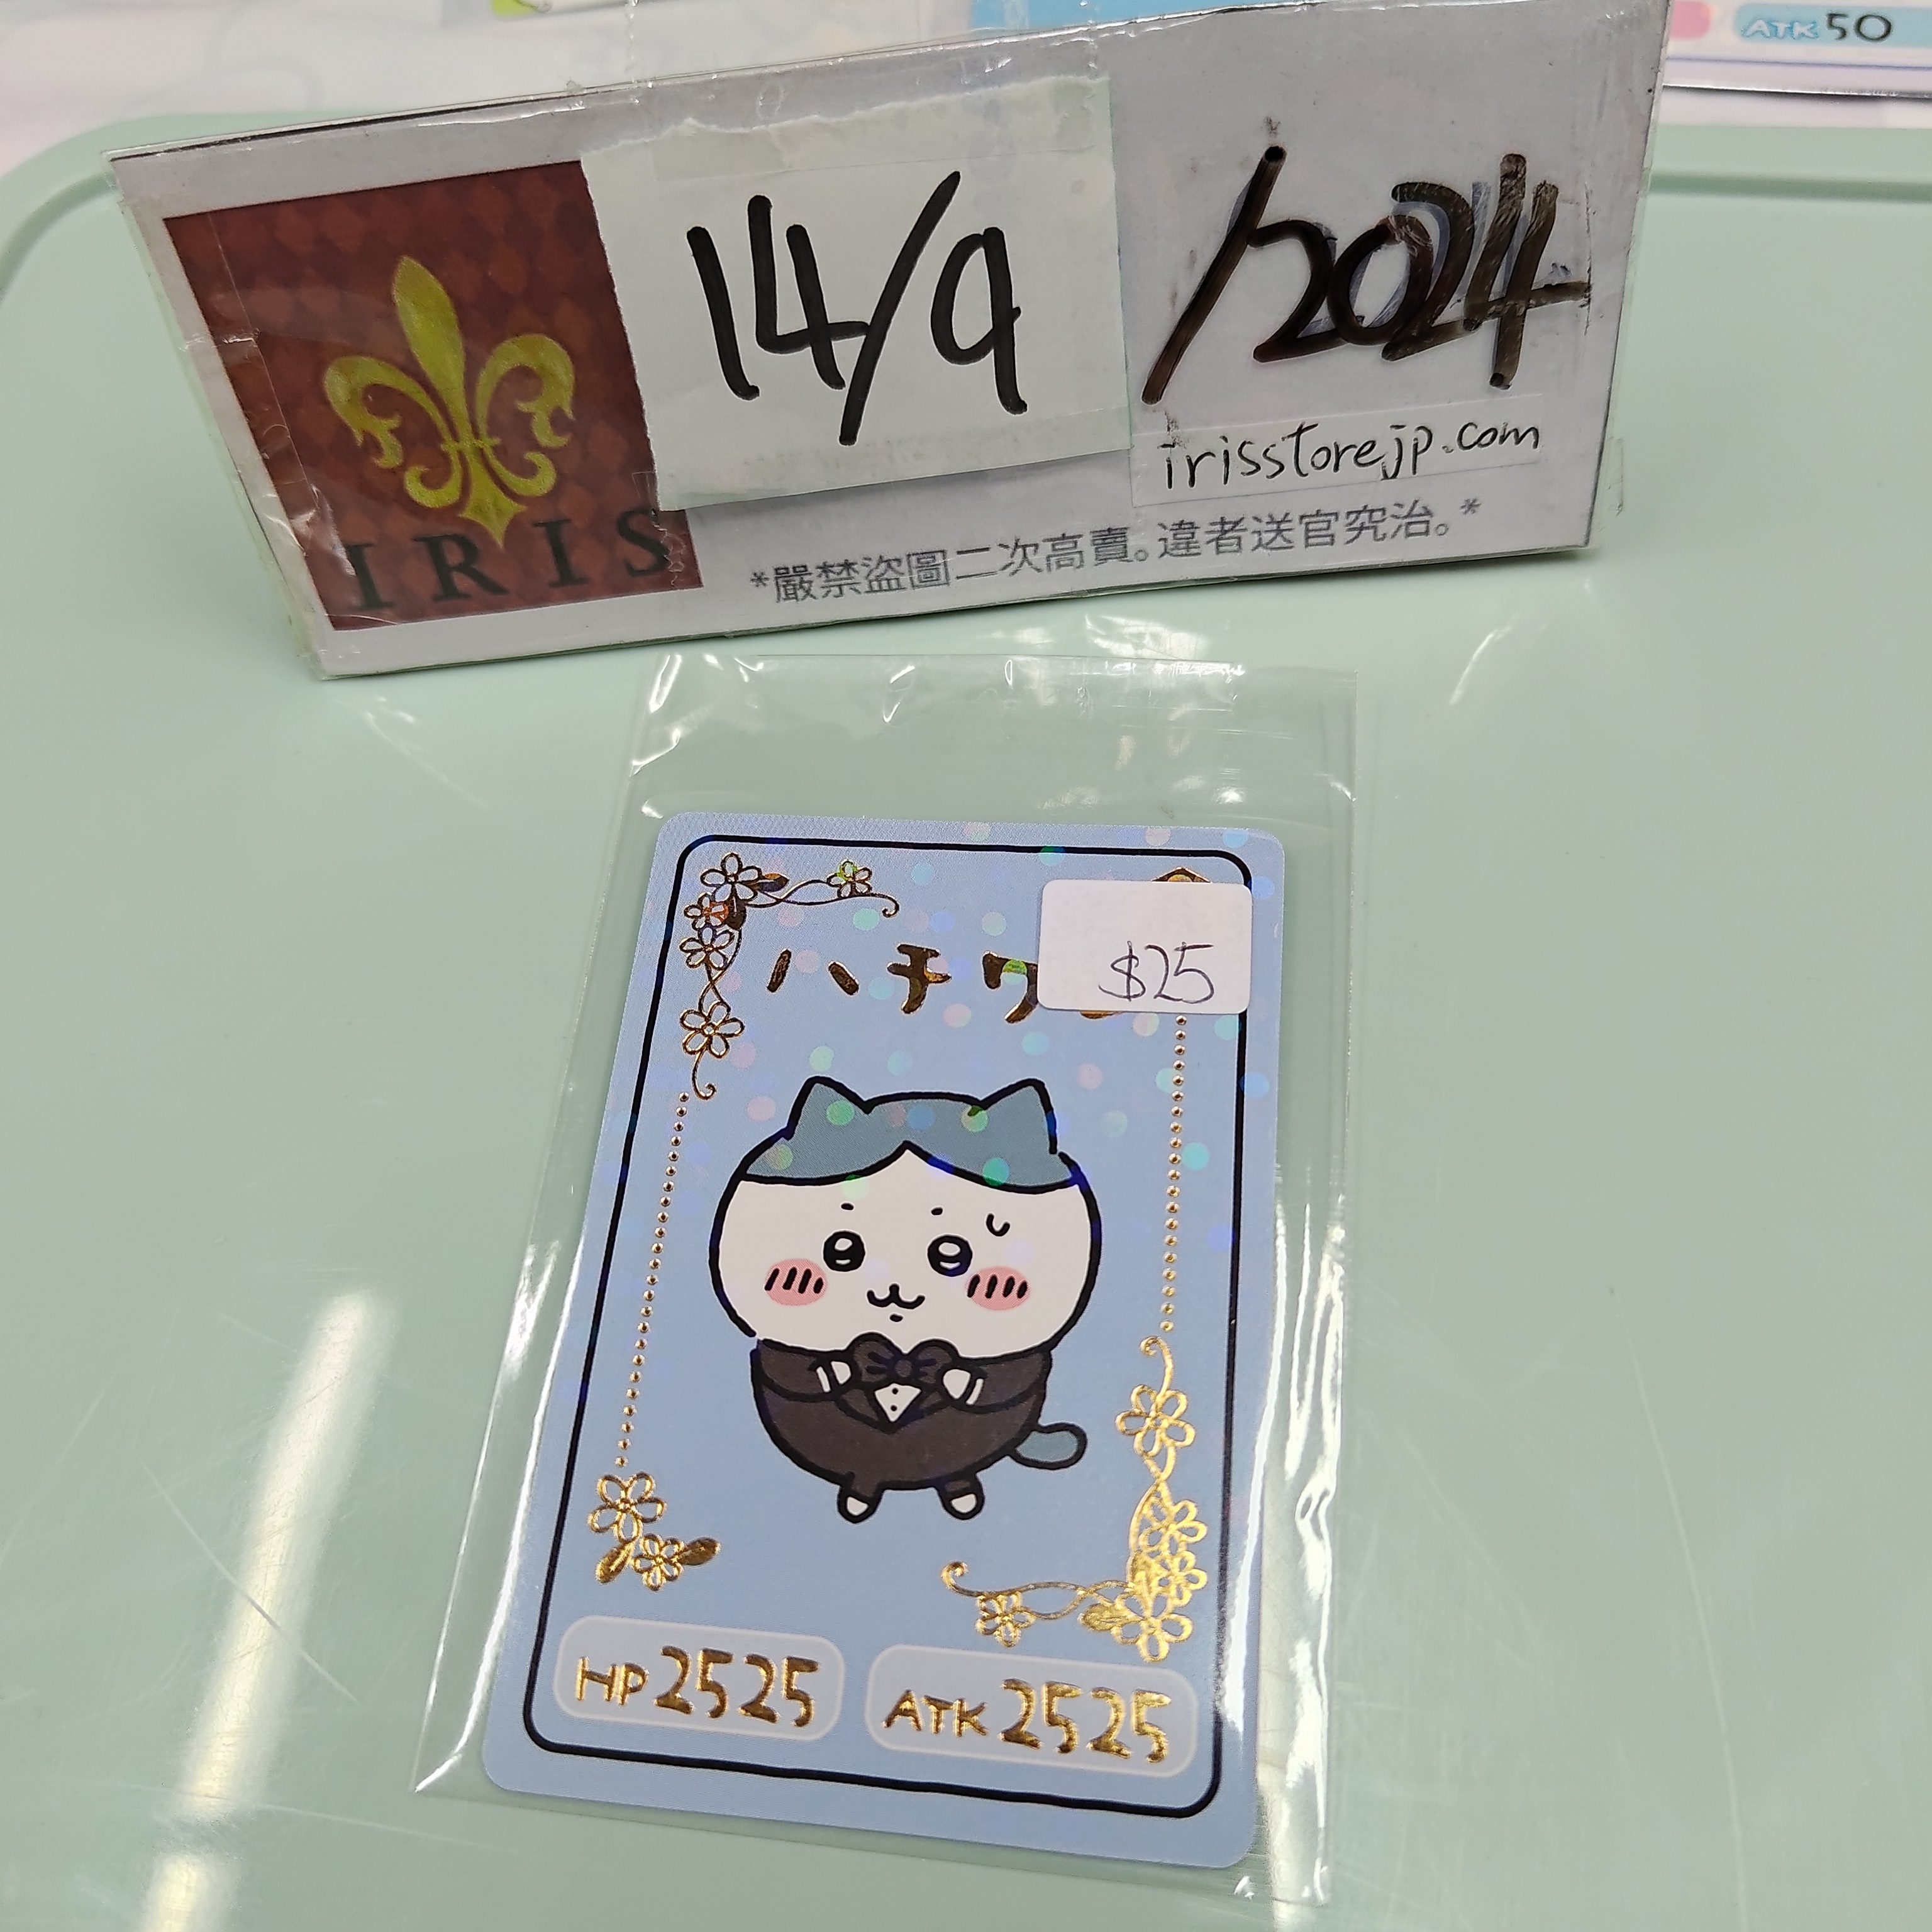 ATK 50
14/9
/2024
irisstorejp.com
IRIS
*嚴禁盜圖二次高賣。違者送官究治。*
ハチワ
$25
HP 2525
ATK 2525